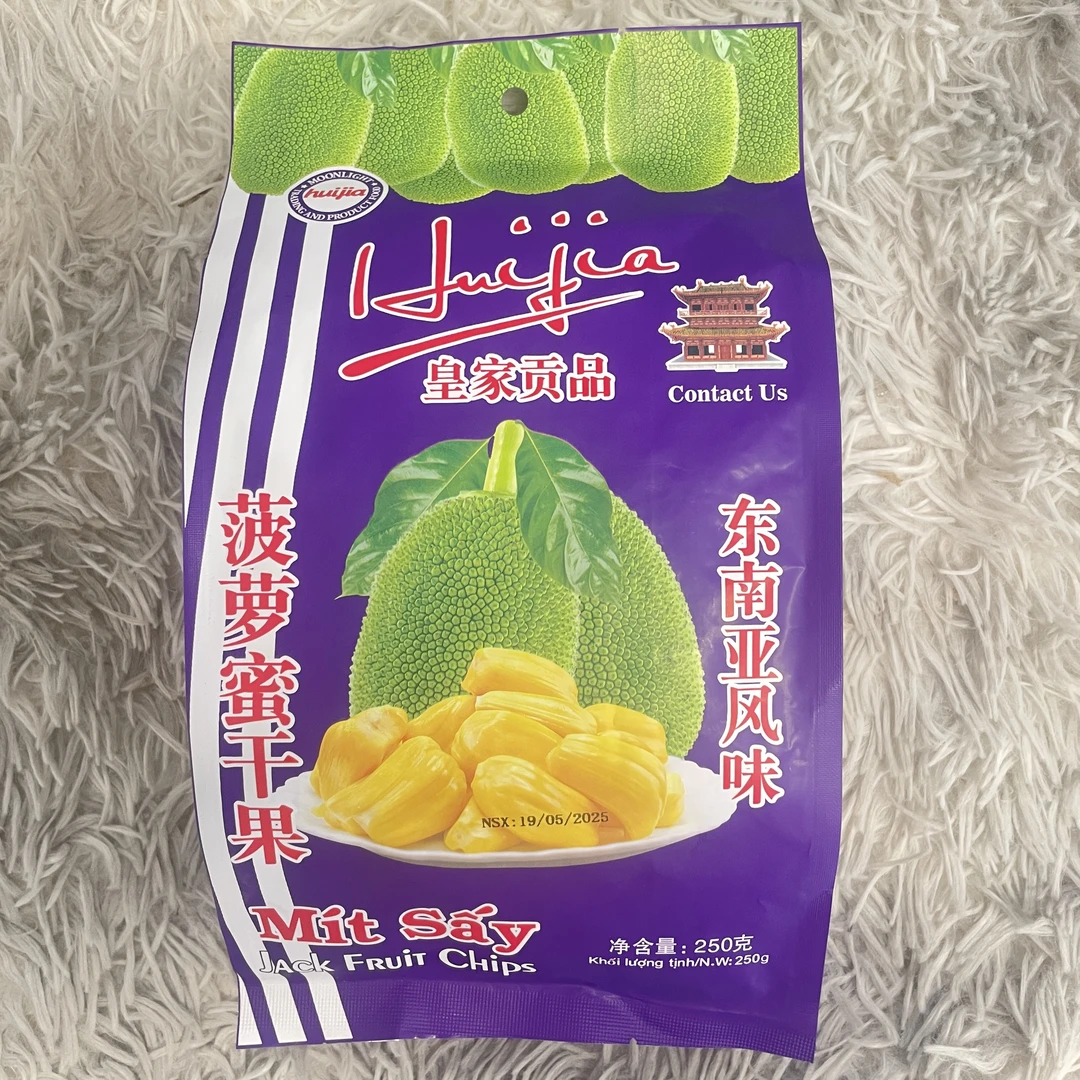 MOONLIGHT
huijia
TRADING AND PRODUCT FOOD
Huijia
皇家贡品
Contact Us
菠萝蜜干果
东南亚风味
NSX:19/05/2025
Mít Sấy
Jack Fruit Chips
净含量:250克
Khối lượng tịnh/N.W:250g